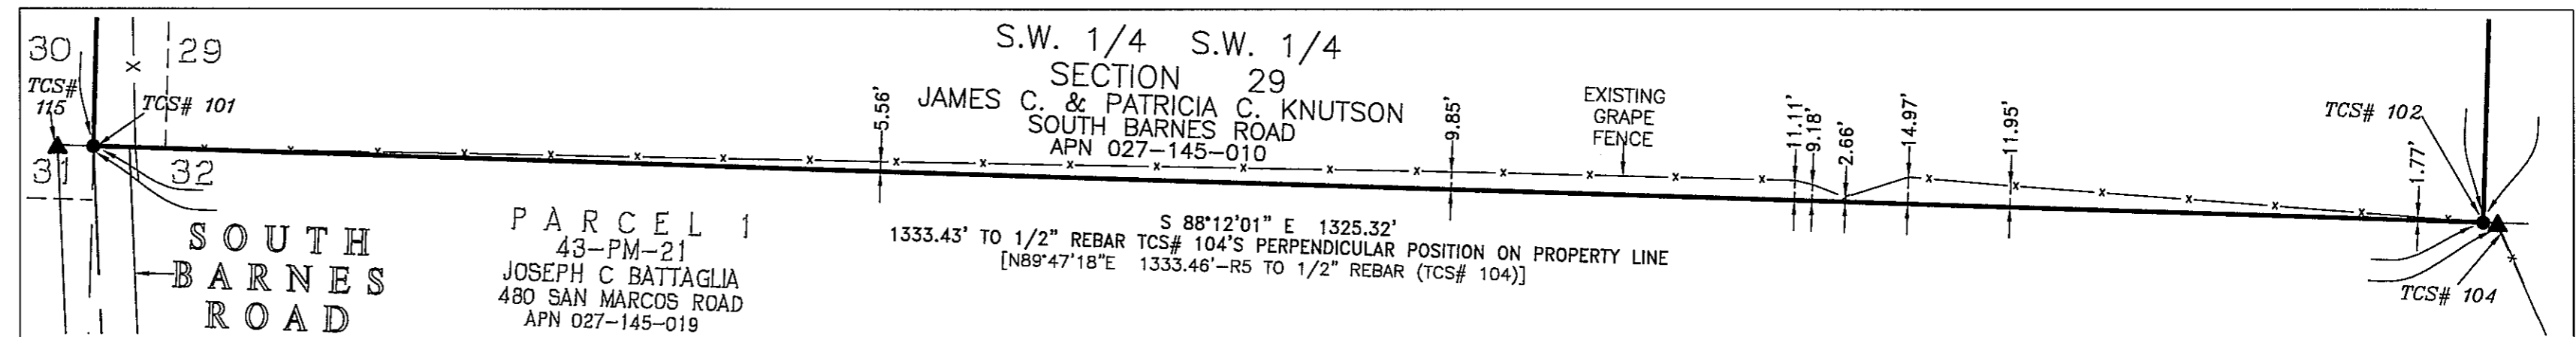 30
29
TCS#
115
TCS# 101
31
32
SOUTH
BARNES
ROAD
PARCEL 1
43-PM-21
JOSEPH C BATTAGLIA
480 SAN MARCOS ROAD
APN 027-145-019
S.W. 1/4 S.W. 1/4
SECTION 29
JAMES C. & PATRICIA C. KNUTSON
SOUTH BARNES ROAD
APN 027-145-010
5.56'
9.85'
EXISTING
GRAPE
FENCE
11.11'
9.18'
2.66'
14.97'
11.95'
1.77'
S 88°12'01" E 1325.32'
1333.43' TO 1/2" REBAR TCS# 104'S PERPENDICULAR POSITION ON PROPERTY LINE
[N89°47'18"E 1333.46'-R5 TO 1/2" REBAR (TCS# 104)]
TCS# 102
TCS# 104